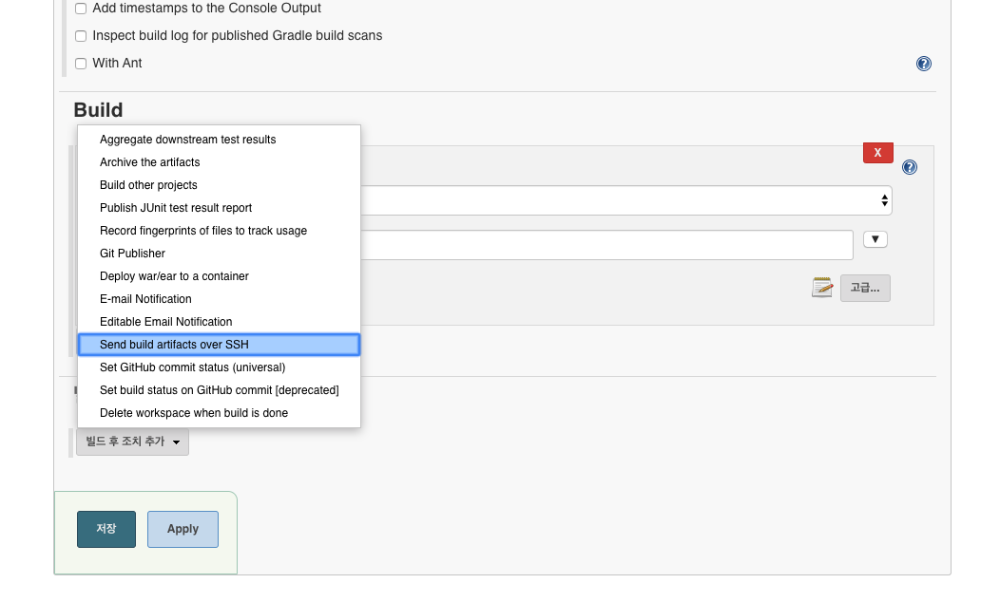 Add timestamps to the Console Output
Inspect build log for published Gradle build scans
With Ant
Build
Aggregate downstream test results
Archive the artifacts
Build other projects
Publish JUnit test result report
Record fingerprints of files to track usage
Git Publisher
Deploy war/ear to a container
E-mail Notification
Editable Email Notification
Send build artifacts over SSH
Set GitHub commit status (universal)
Set build status on GitHub commit [deprecated]
Delete workspace when build is done
X
고급...
빌드 후 조치 추가
저장
Apply